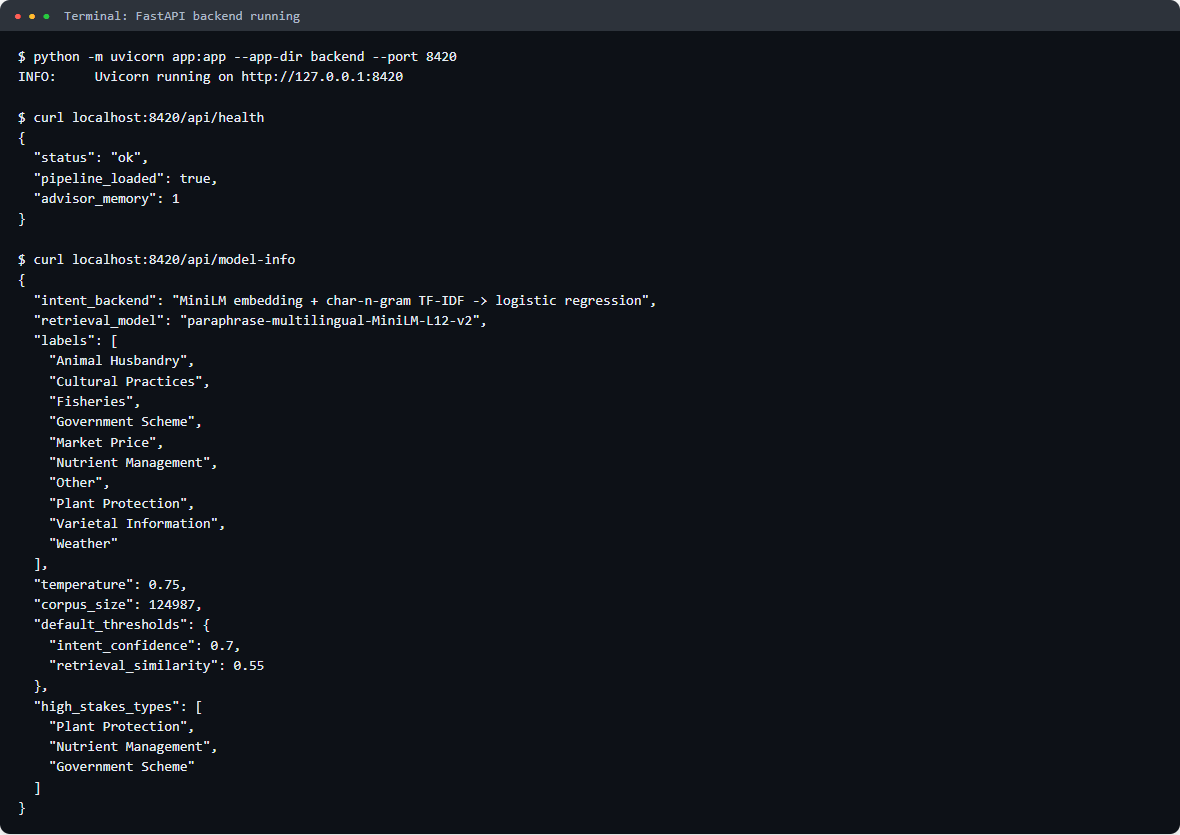 Terminal: FastAPI backend running
$ python -m uvicorn app:app --app-dir backend --port 8420
INFO:     Uvicorn running on http://127.0.0.1:8420
$ curl localhost:8420/api/health
{
  "status": "ok",
  "pipeline_loaded": true,
  "advisor_memory": 1
}
$ curl localhost:8420/api/model-info
{
  "intent_backend": "MiniLM embedding + char-n-gram TF-IDF -> logistic regression",
  "retrieval_model": "paraphrase-multilingual-MiniLM-L12-v2",
  "labels": [
    "Animal Husbandry",
    "Cultural Practices",
    "Fisheries",
    "Government Scheme",
    "Market Price",
    "Nutrient Management",
    "Other",
    "Plant Protection",
    "Varietal Information",
    "Weather"
  ],
  "temperature": 0.75,
  "corpus_size": 124987,
  "default_thresholds": {
    "intent_confidence": 0.7,
    "retrieval_similarity": 0.55
  },
  "high_stakes_types": [
    "Plant Protection",
    "Nutrient Management",
    "Government Scheme"
  ]
}